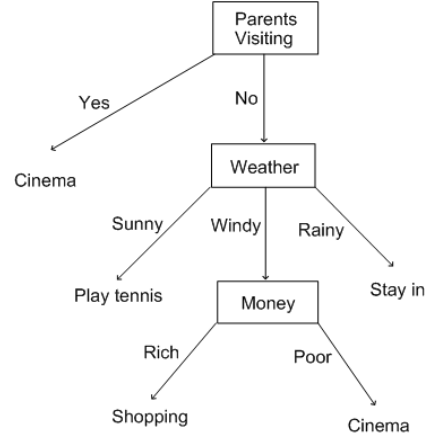 Parents
Visiting
Yes
No
Cinema
Weather
Sunny
Windy
Rainy
Play tennis
Money
Stay in
Rich
Poor
Shopping
Cinema